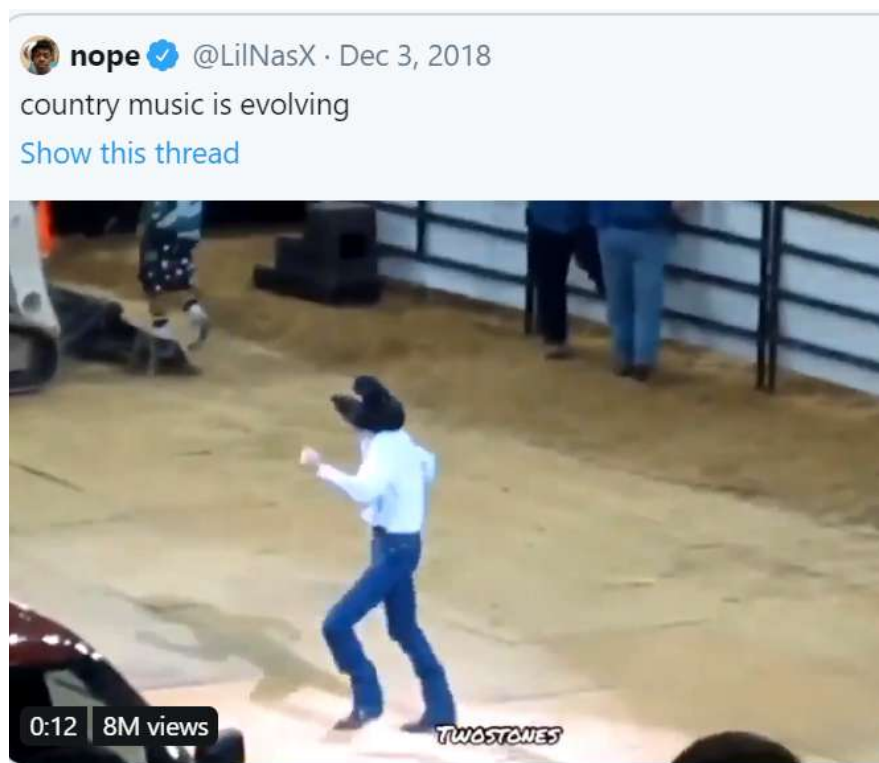 nope @LilNasX · Dec 3, 2018
country music is evolving
Show this thread
0:12 8M views
TWOSTONES